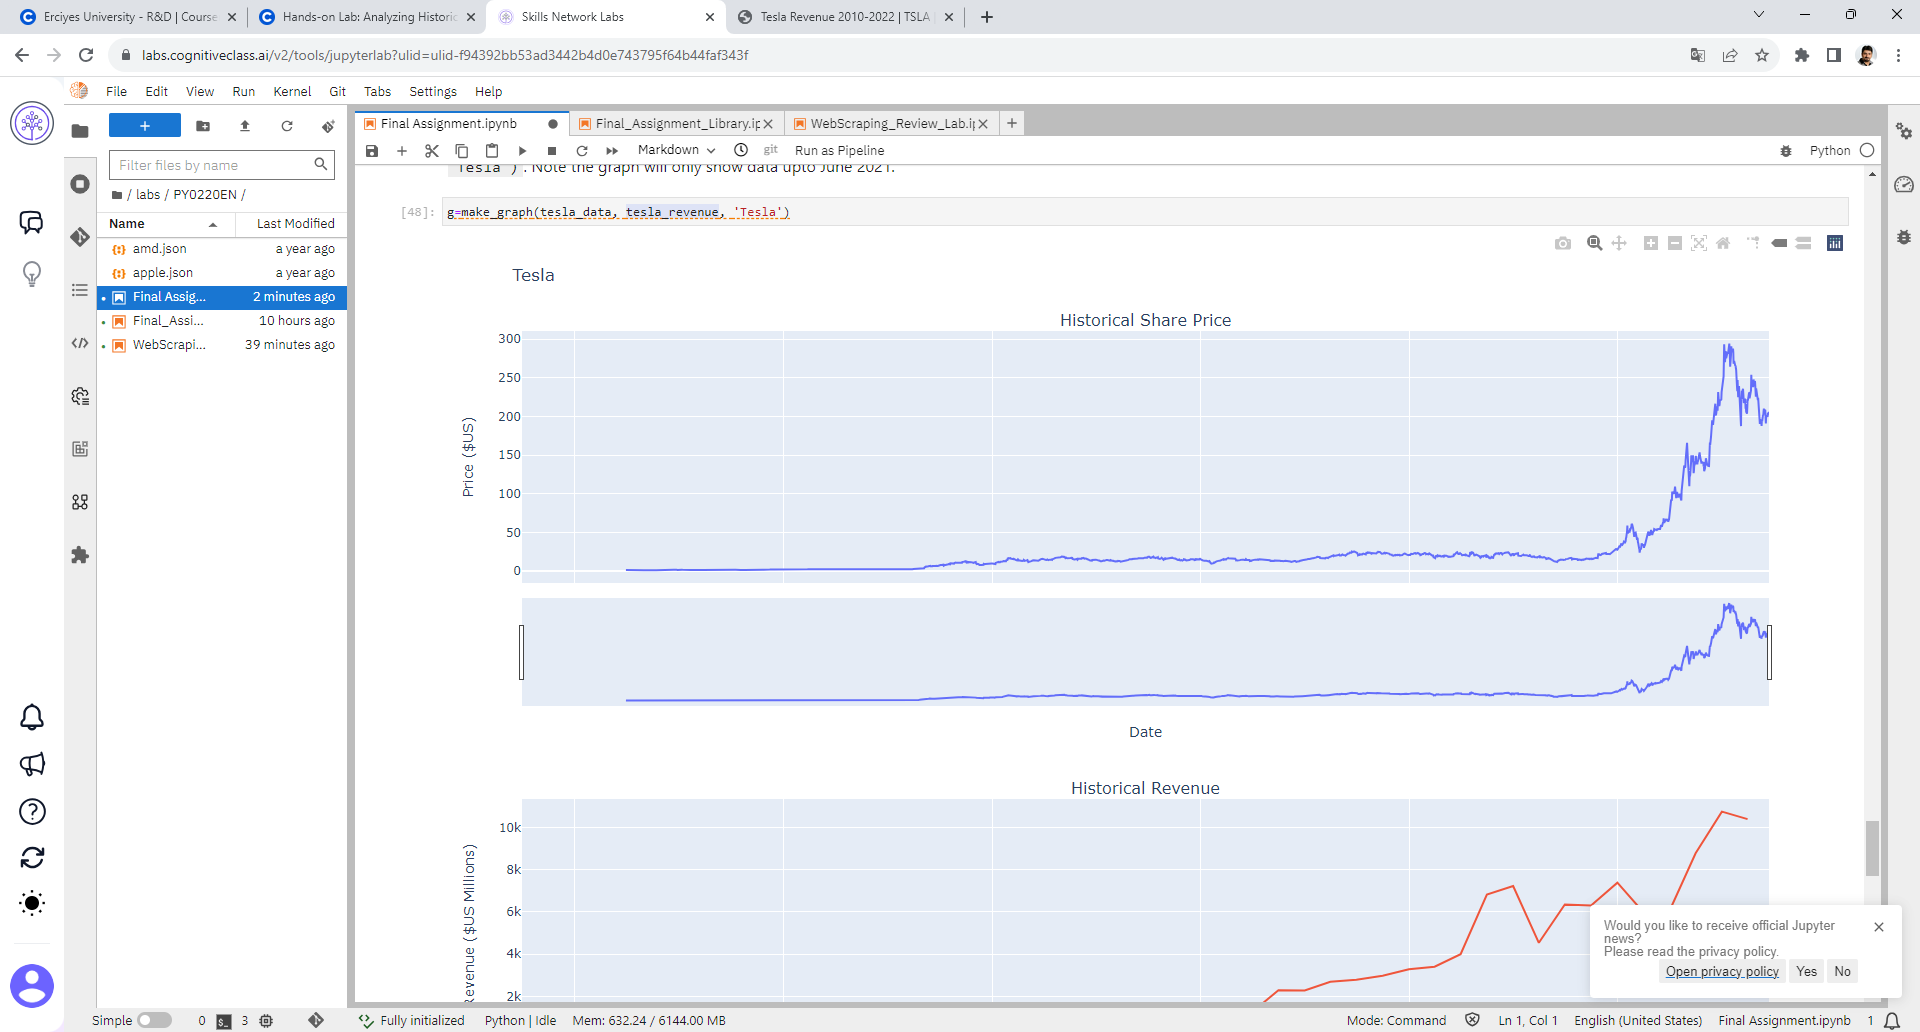 Erciyes University - R&D | Course
Hands-on Lab: Analyzing Historic
Skills Network Labs
Tesla Revenue 2010-2022 | TSLA
labs.cognitiveclass.ai/v2/tools/jupyterlab?ulid=ulid-f94392bb53ad3442b4d0e743795f64b44faf343f
File Edit View Run Kernel Git Tabs Settings Help
Final Assignment.ipynb
Final_Assignment_Library.ip
WebScraping_Review_Lab.ip
Markdown
git
Run as Pipeline
Python
Filter files by name
/ labs / PY0220EN /
Name Last Modified
amd.json a year ago
apple.json a year ago
Final Assig... 2 minutes ago
Final_Assi... 10 hours ago
WebScrapi... 39 minutes ago
'Tesla') . Note the graph will only show data upto June 2021.
[48]: g=make_graph(tesla_data, tesla_revenue, 'Tesla')
Tesla
Historical Share Price
300
250
200
150
100
50
0
Price ($US)
Date
Historical Revenue
10k
8k
6k
4k
2k
Revenue ($US Millions)
Would you like to receive official Jupyter
news?
Please read the privacy policy.
Open privacy policy Yes No
Simple 0 $_ 3 Fully initialized Python | Idle Mem: 632.24 / 6144.00 MB Mode: Command Ln 1, Col 1 English (United States) Final Assignment.ipynb 1